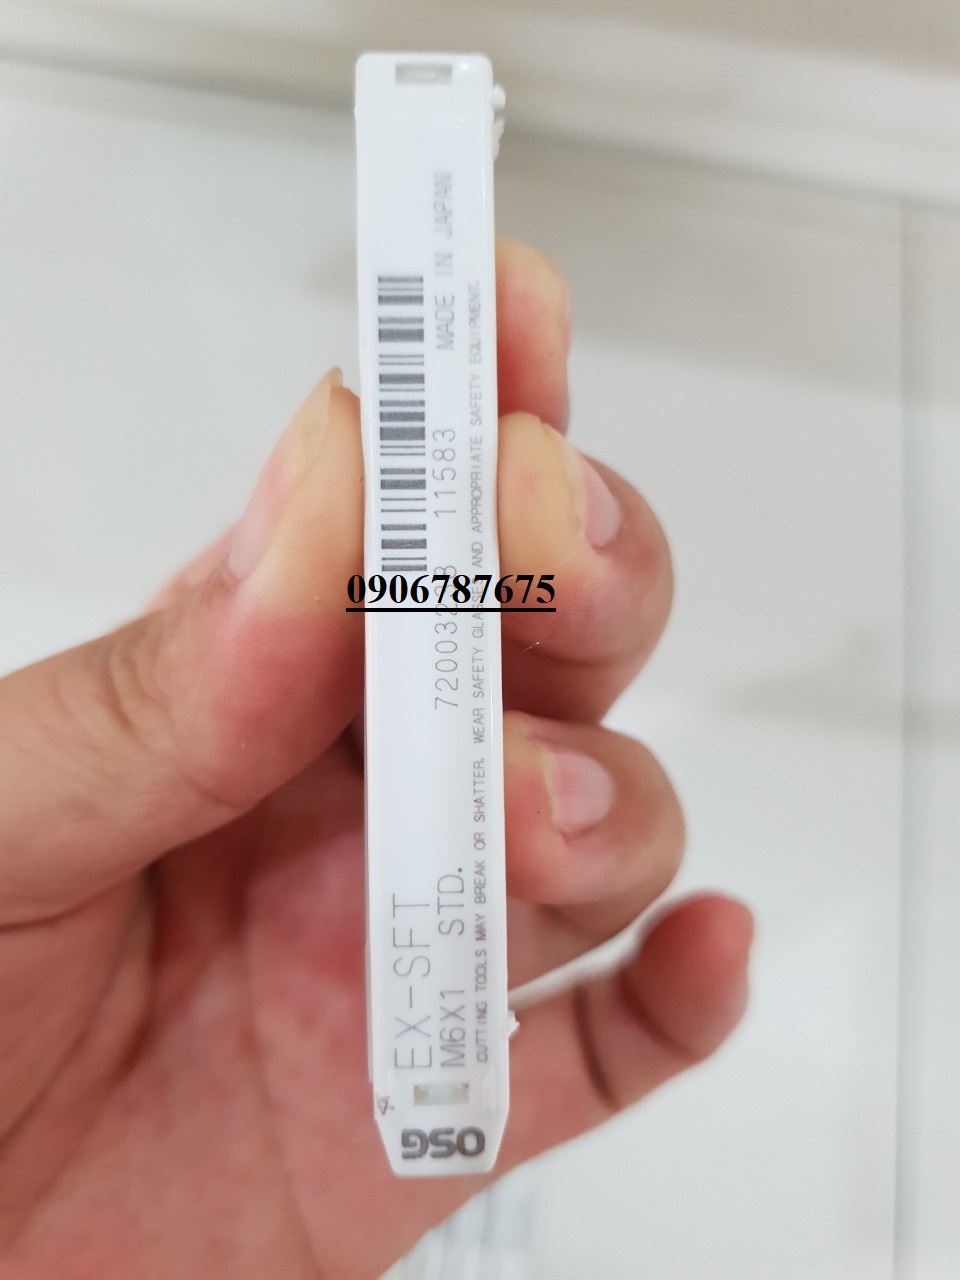 EX-SFT
M6X1 STD.
11583 MADE IN JAPAN
CUTTING TOOLS MAY BREAK OR SHATTER. WEAR SAFETY GLASSES AND APPROPRIATE SAFETY EQUIPMENT.
OSG
0906787675